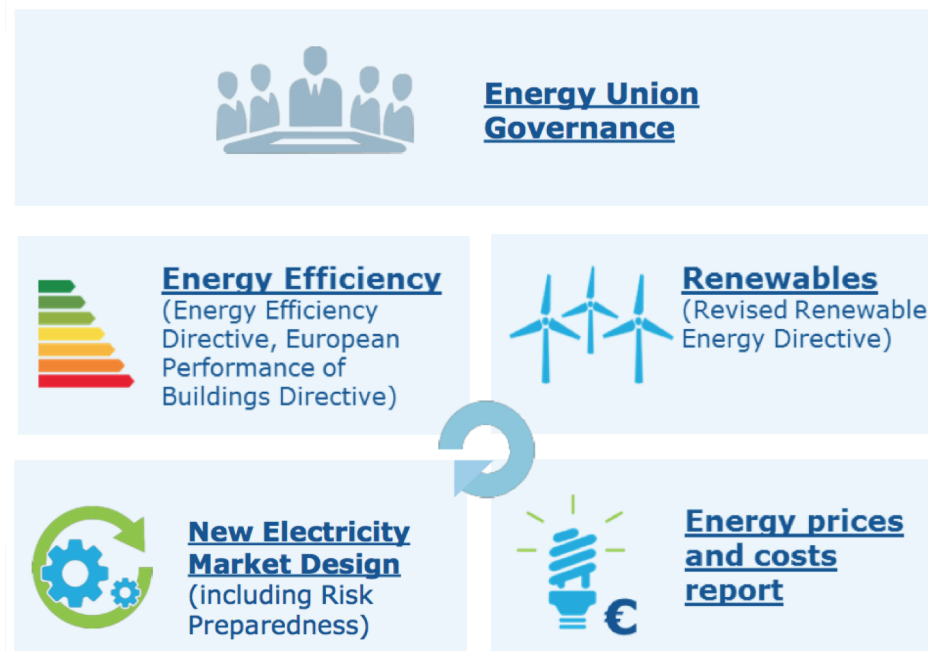 Energy Union
Governance
Energy Efficiency
(Energy Efficiency
Directive, European
Performance of
Buildings Directive)
Renewables
(Revised Renewable
Energy Directive)
New Electricity
Market Design
(including Risk
Preparedness)
Energy prices
and costs
report
€